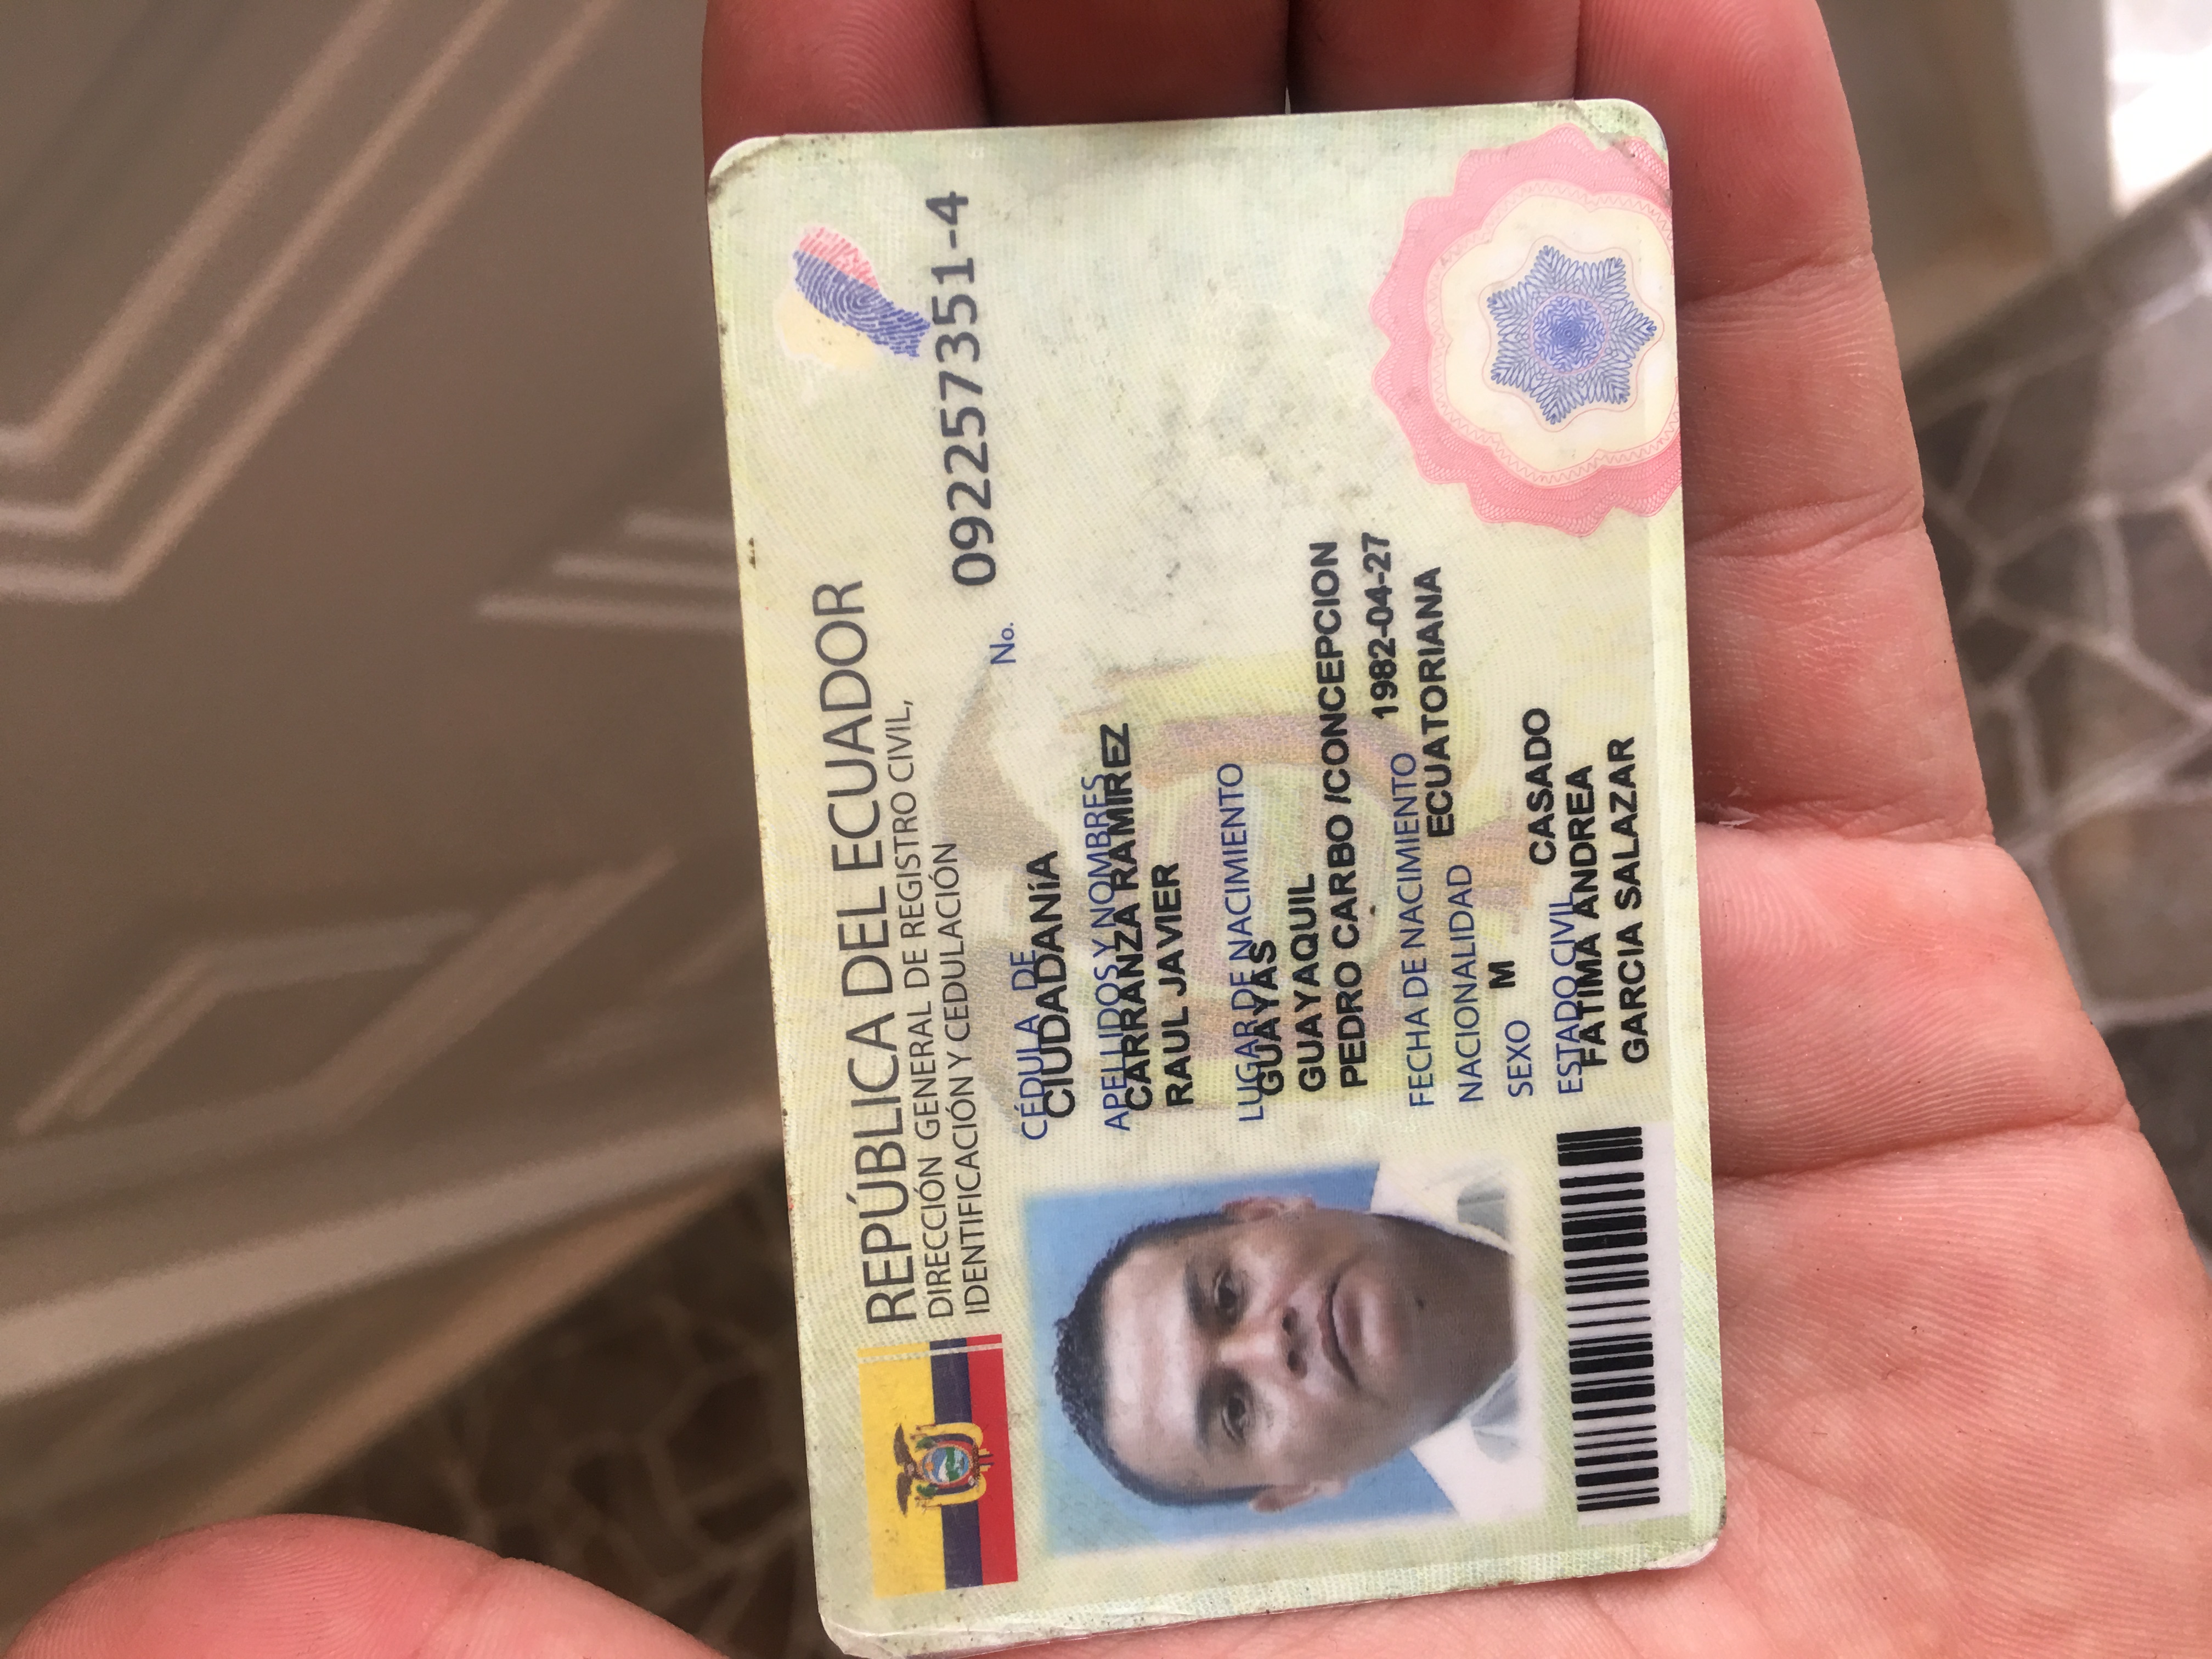 REPÚBLICA DEL ECUADOR
DIRECCIÓN GENERAL DE REGISTRO CIVIL,
IDENTIFICACIÓN Y CEDULACIÓN
No. 092257351-4
CÉDULA DE
CIUDADANíA
APELLIDOS Y NOMBRES
CARRANZA RAMIREZ
RAUL JAVIER
LUGAR DE NACIMIENTO
GUAYAS
GUAYAQUIL
PEDRO CARBO /CONCEPCION
FECHA DE NACIMIENTO 1982-04-27
NACIONALIDAD ECUATORIANA
SEXO M
ESTADO CIVIL CASADO
FATIMA ANDREA
GARCIA SALAZAR